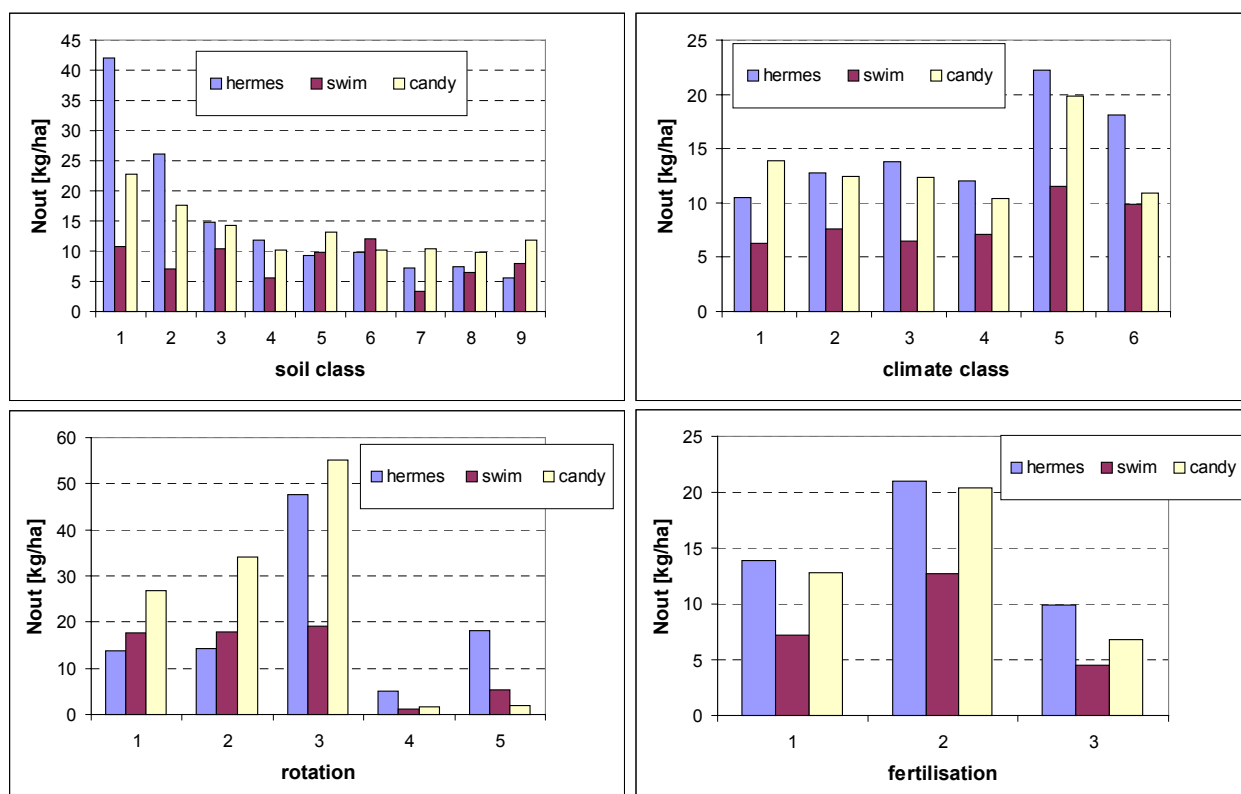 45
40
35
30
25
20
15
10
5
0
Nout [kg/ha]
hermes swim candy
1 2 3 4 5 6 7 8 9
soil class
25
20
15
10
5
0
Nout [kg/ha]
hermes swim candy
1 2 3 4 5 6
climate class
60
50
40
30
20
10
0
Nout [kg/ha]
hermes swim candy
1 2 3 4 5
rotation
25
20
15
10
5
0
Nout [kg/ha]
hermes swim candy
1 2 3
fertilisation